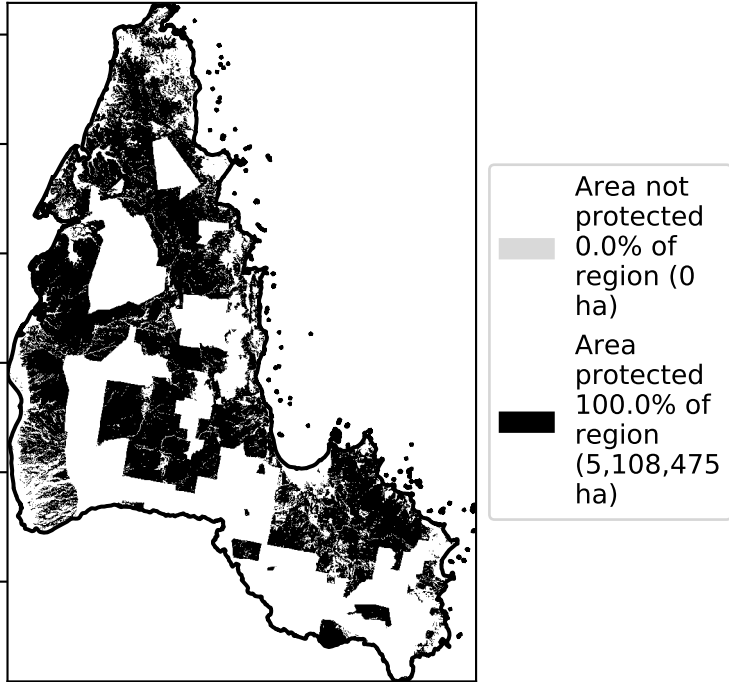 Area not
protected
0.0% of
region (0
ha)
Area
protected
100.0% of
region
(5,108,475
ha)